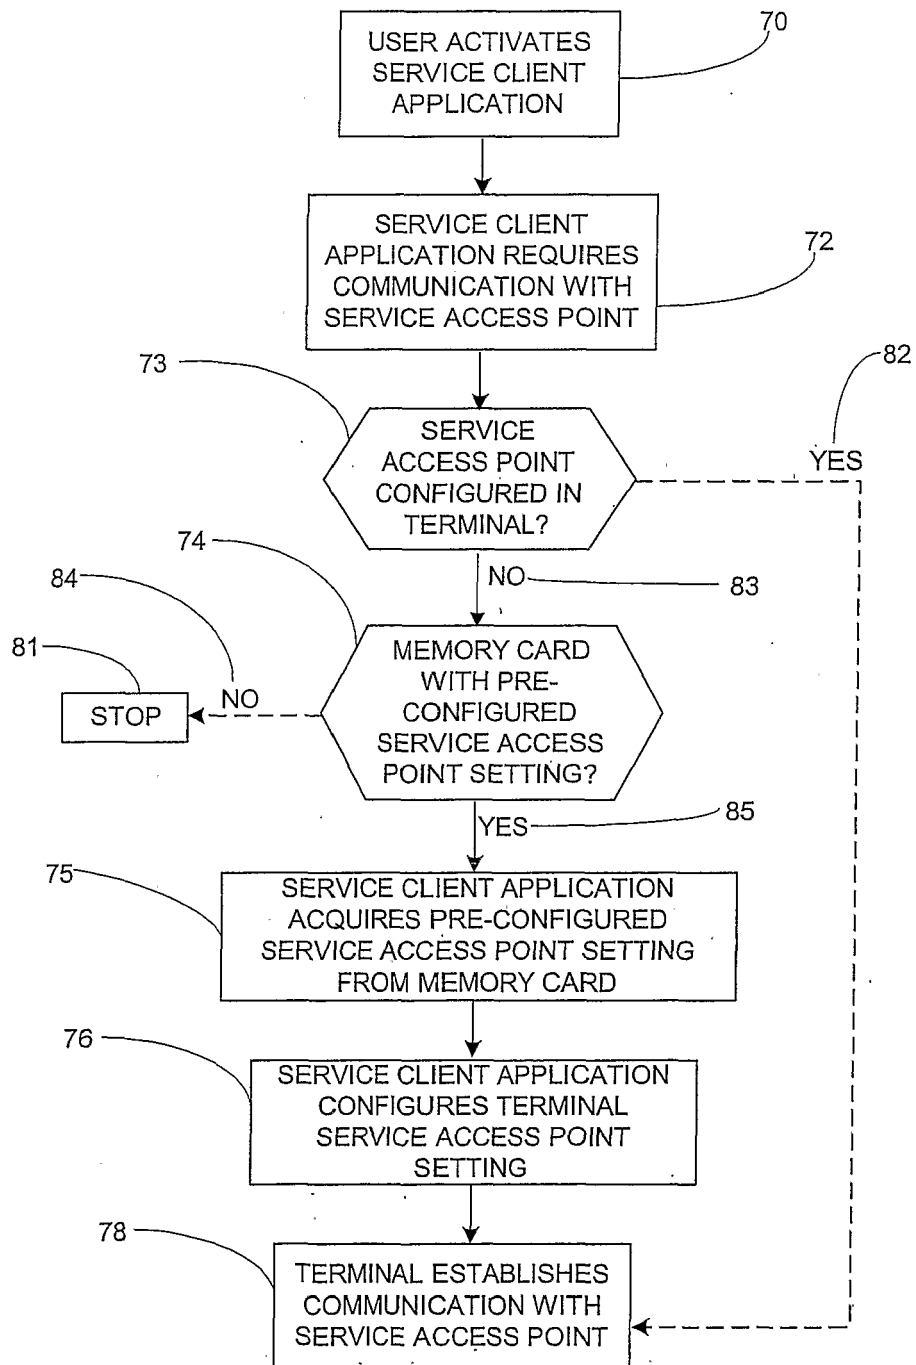 70
USER ACTIVATES
SERVICE CLIENT
APPLICATION
SERVICE CLIENT
APPLICATION REQUIRES
COMMUNICATION WITH
SERVICE ACCESS POINT
72
73
82
SERVICE
ACCESS POINT
CONFIGURED IN
TERMINAL?
YES
74
84
NO
83
81
NO
STOP
MEMORY CARD
WITH PRE-
CONFIGURED
SERVICE ACCESS
POINT SETTING?
YES
85
75
SERVICE CLIENT APPLICATION
ACQUIRES PRE-CONFIGURED
SERVICE ACCESS POINT SETTING
FROM MEMORY CARD
76
SERVICE CLIENT APPLICATION
CONFIGURES TERMINAL
SERVICE ACCESS POINT
SETTING
78
TERMINAL ESTABLISHES
COMMUNICATION WITH
SERVICE ACCESS POINT